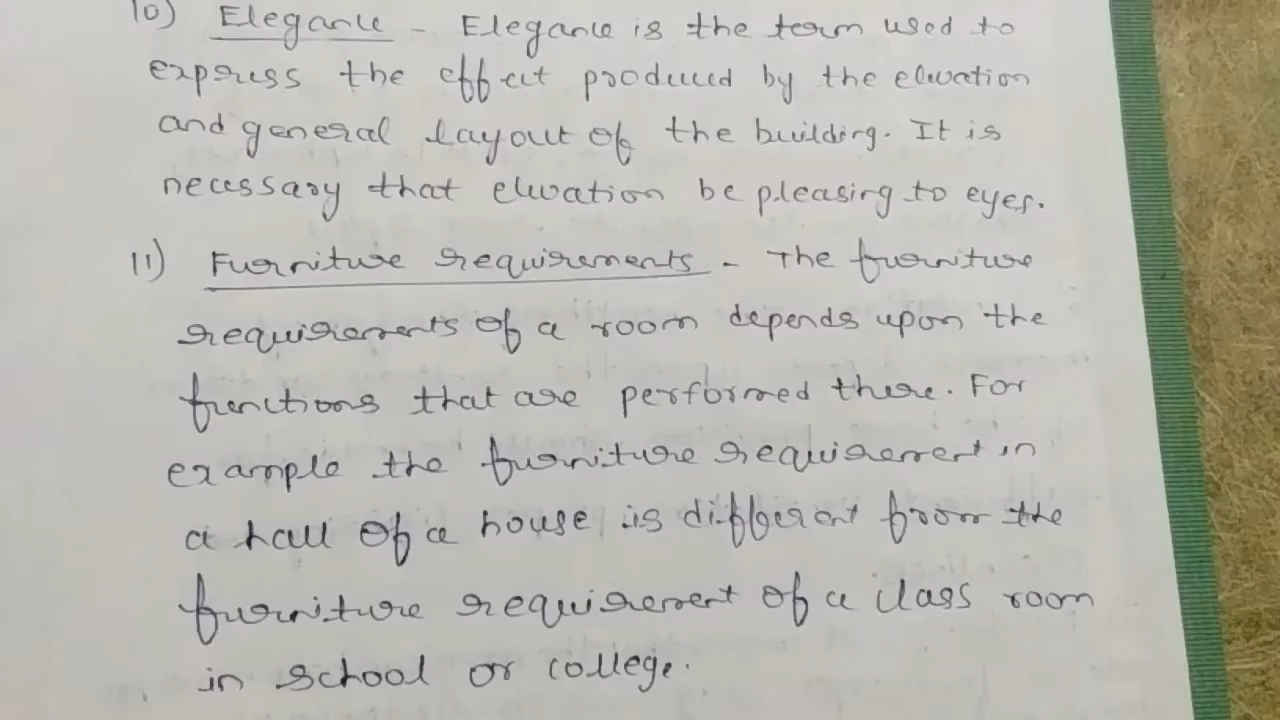 10) Elegance - Elegance is the term used to
express the effect produced by the elevation
and general layout of the building. It is
necessary that elevation be pleasing to eyes.
11) Furniture requirements - The furniture
requirements of a room depends upon the
functions that are performed there. For
example the furniture requirement in
a hall of a house is different from the
furniture requirement of a class room
in school or college.